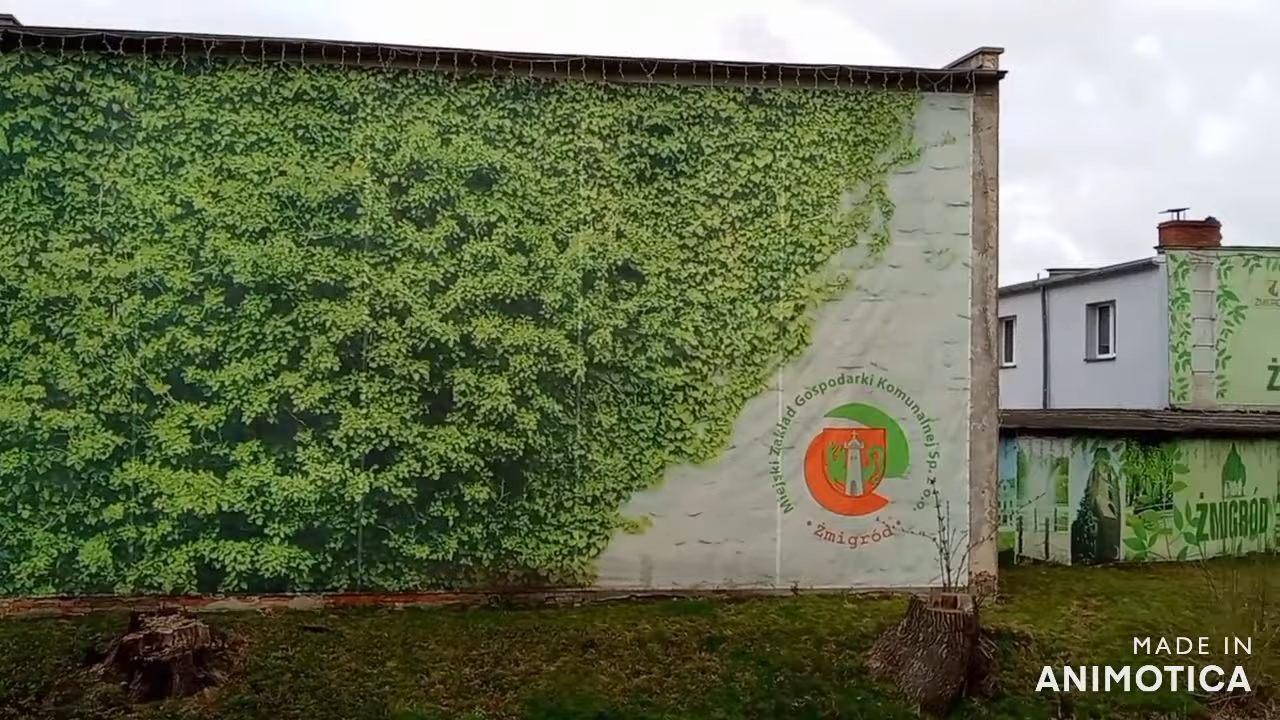 Miejski Zakład Gospodarki Komunalnej Sp. z o.o.
• Żmigród •
Ż
ŻMIGRÓD
MADE IN
ANIMOTICA